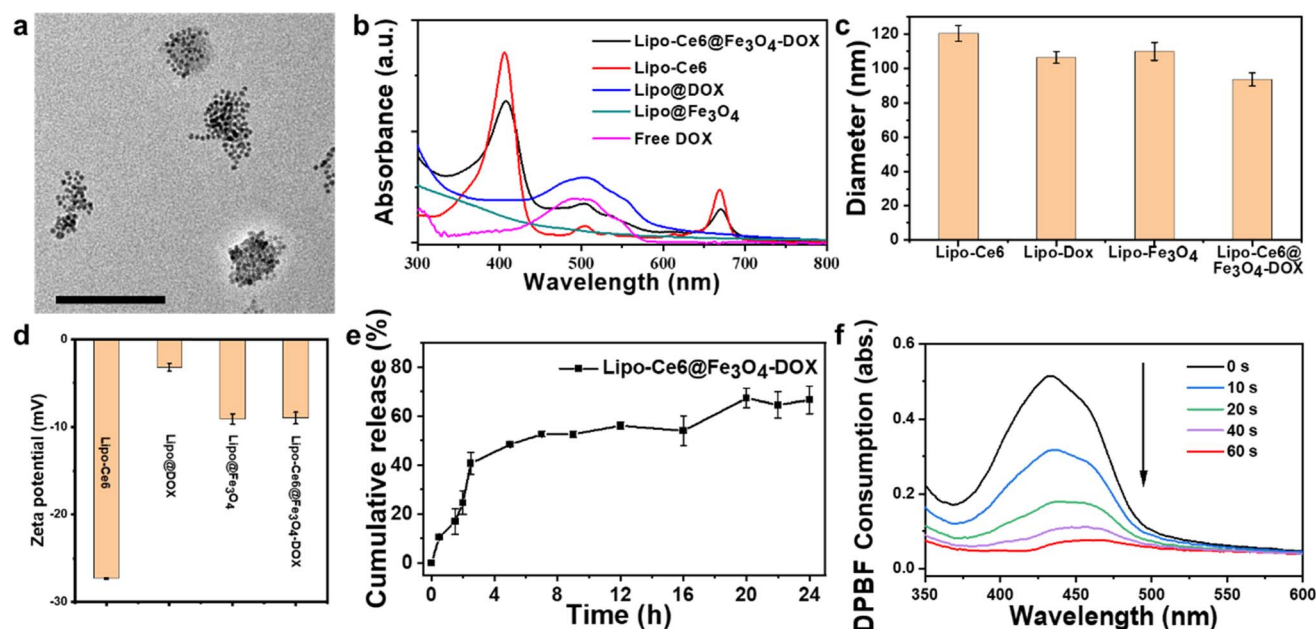 a
b
Absorbance (a.u.)
Lipo-Ce6@Fe₃O₄-DOX
Lipo-Ce6
Lipo@DOX
Lipo@Fe₃O₄
Free DOX
300 400 500 600 700 800
Wavelength (nm)
c
Diameter (nm)
120
100
80
60
40
20
0
Lipo-Ce6 Lipo-Dox Lipo-Fe₃O₄ Lipo-Ce6@
Fe₃O₄-DOX
d
Zeta potential (mV)
0
-10
-20
-30
Lipo-Ce6
Lipo@DOX
Lipo@Fe₃O₄
Lipo-Ce6@Fe₃O₄-DOX
e
Cumulative release (%)
80
60
40
20
0
Lipo-Ce6@Fe₃O₄-DOX
0 4 8 12 16 20 24
Time (h)
f
DPBF Consumption (abs.)
0.6
0.3
0.2
0.0
0 s
10 s
20 s
40 s
60 s
350 400 450 500 550 600
Wavelength (nm)